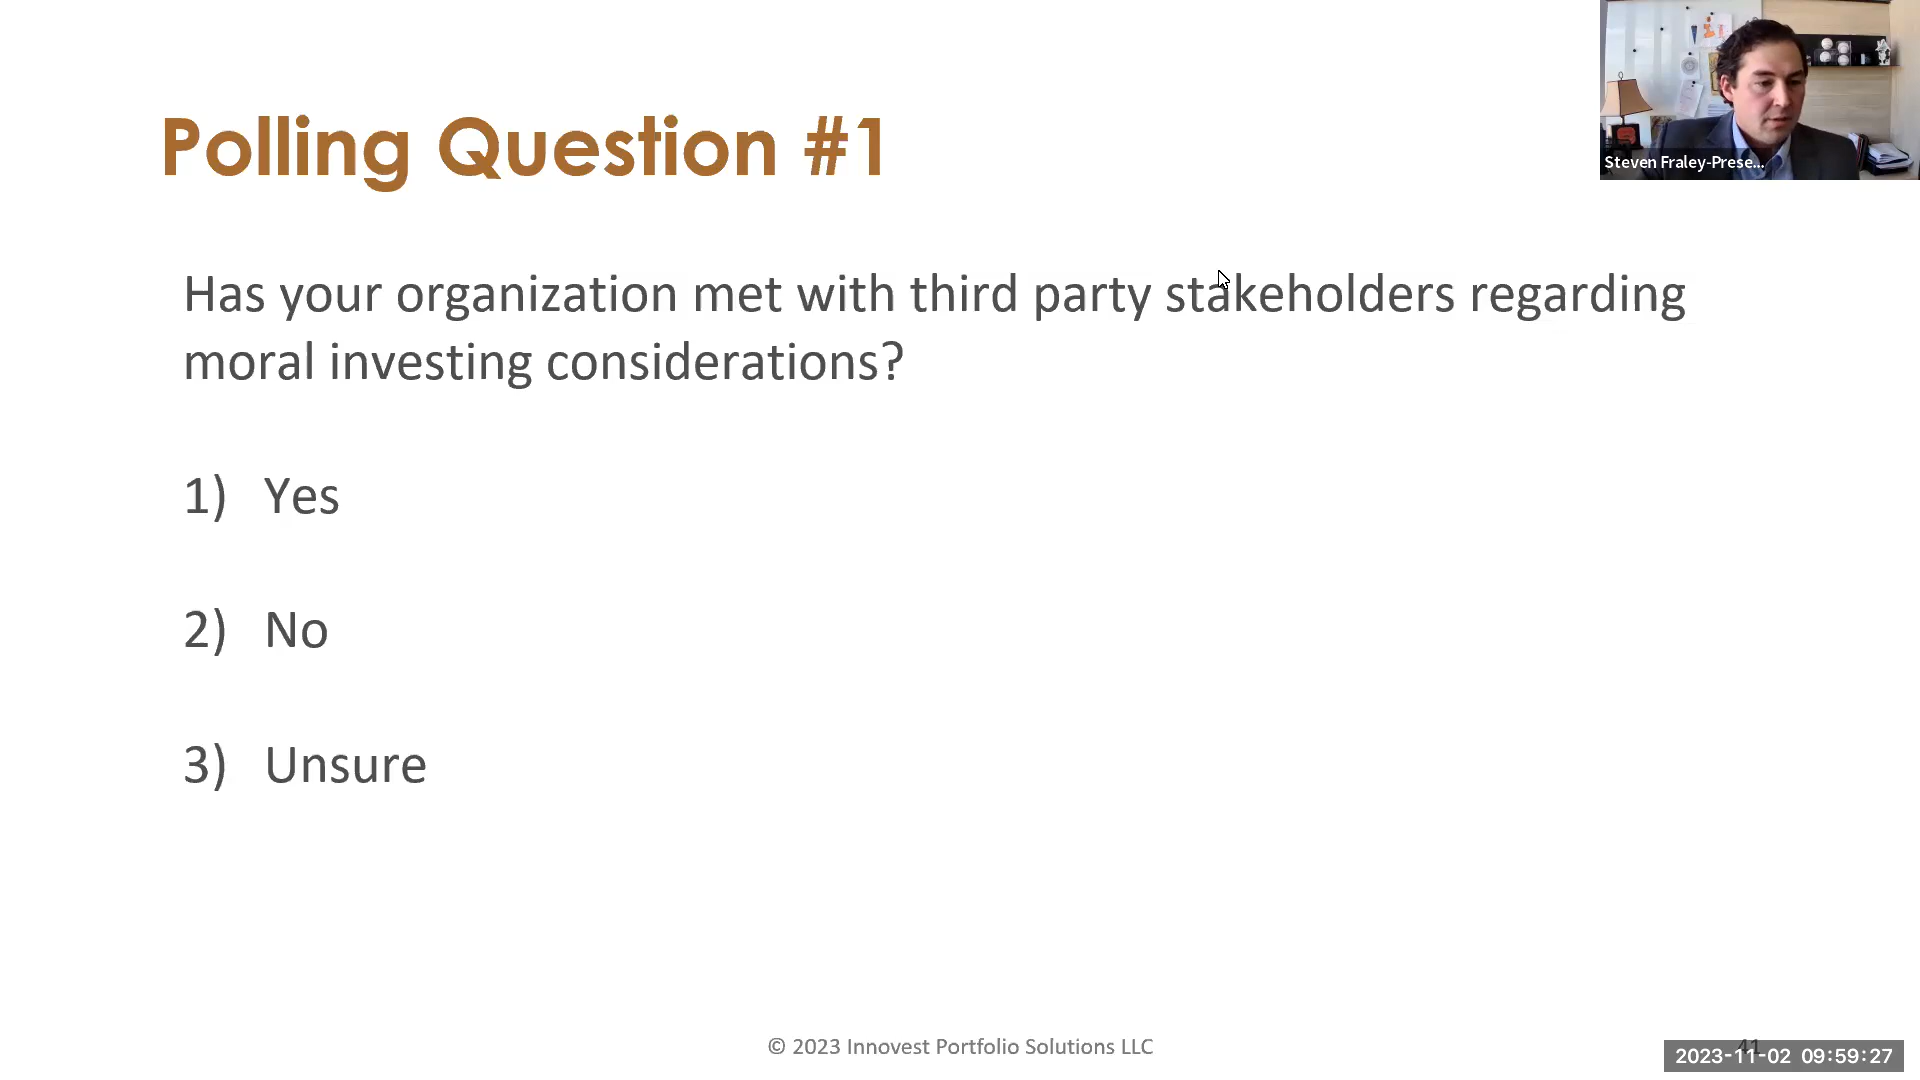 Polling Question #1
Steven Fraley-Prese...
Has your organization met with third party stakeholders regarding
moral investing considerations?
1) Yes
2) No
3) Unsure
© 2023 Innovest Portfolio Solutions LLC
41
2023-11-02 09:59:27